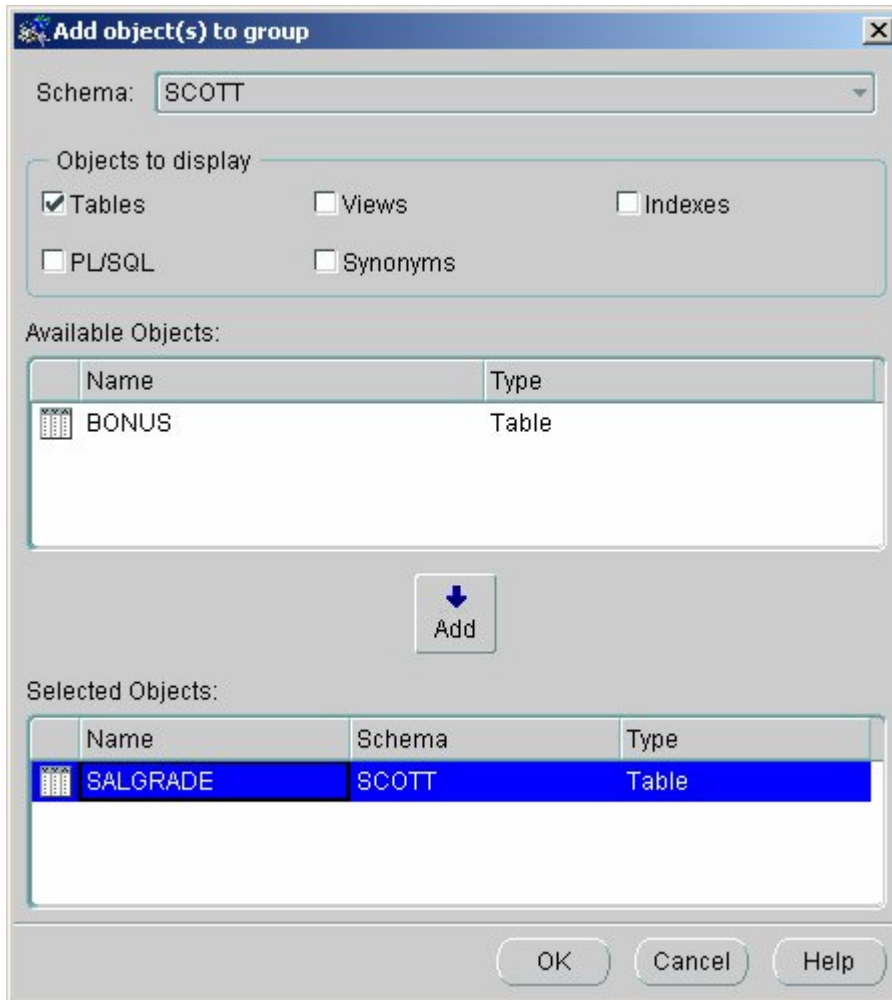 Add object(s) to group
Schema: SCOTT
Objects to display
Tables Views Indexes
PL/SQL Synonyms
Available Objects:
Name Type
BONUS Table
Add
Selected Objects:
Name Schema Type
SALGRADE SCOTT Table
OK Cancel Help